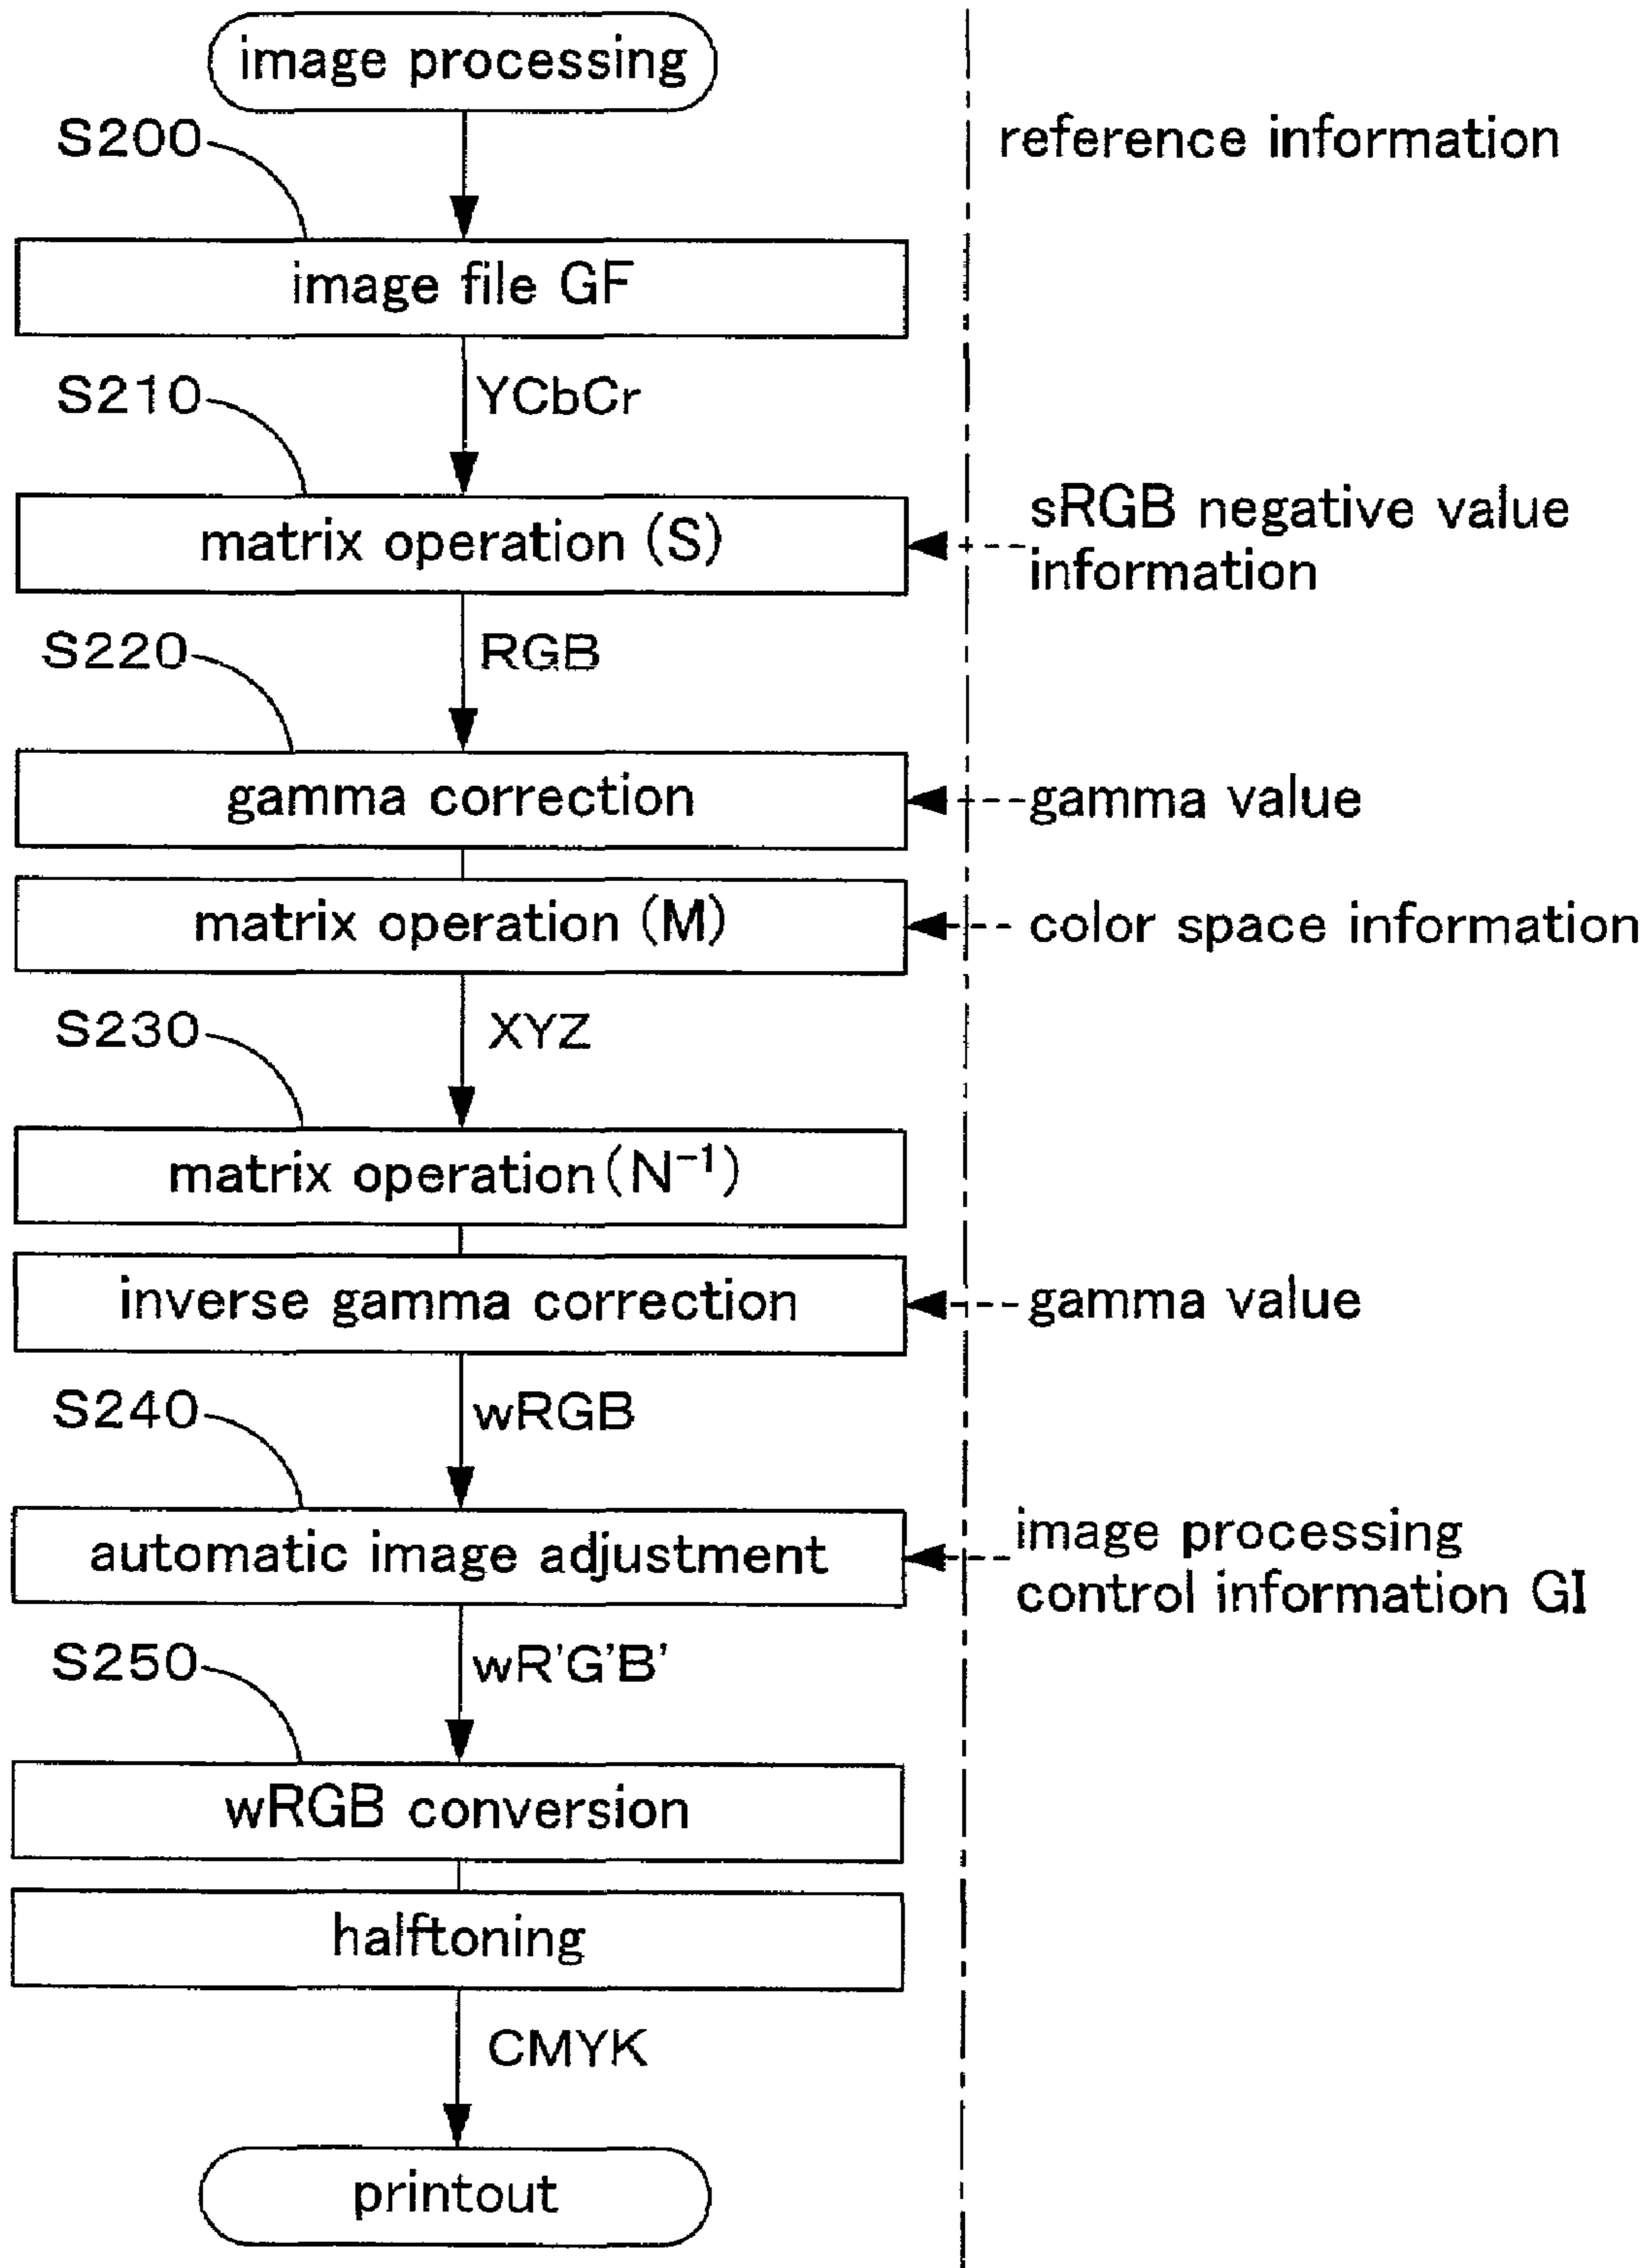 image processing
S200
reference information
image file GF
S210
YCbCr
matrix operation (S)
sRGB negative value
information
S220
RGB
gamma correction
gamma value
matrix operation (M)
color space information
S230
XYZ
matrix operation (N⁻¹)
inverse gamma correction
gamma value
S240
wRGB
automatic image adjustment
image processing
control information GI
S250
wR'G'B'
wRGB conversion
halftoning
CMYK
printout